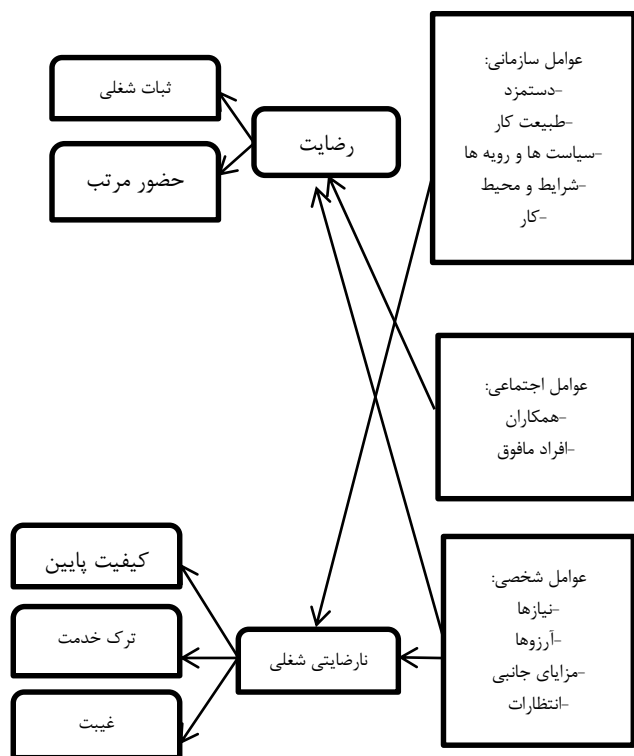 عوامل سازمانی:
-دستمزد
-طبیعت کار
-سیاست ها و رویه ها
-شرایط و محیط
-کار
رضایت
ثبات شغلی
حضور مرتب
عوامل اجتماعی:
-همکاران
-افراد مافوق
عوامل شخصی:
-نیازها
-آرزوها
-مزایای جانبی
-انتظارات
نارضایتی شغلی
کیفیت پایین
ترک خدمت
غیبت